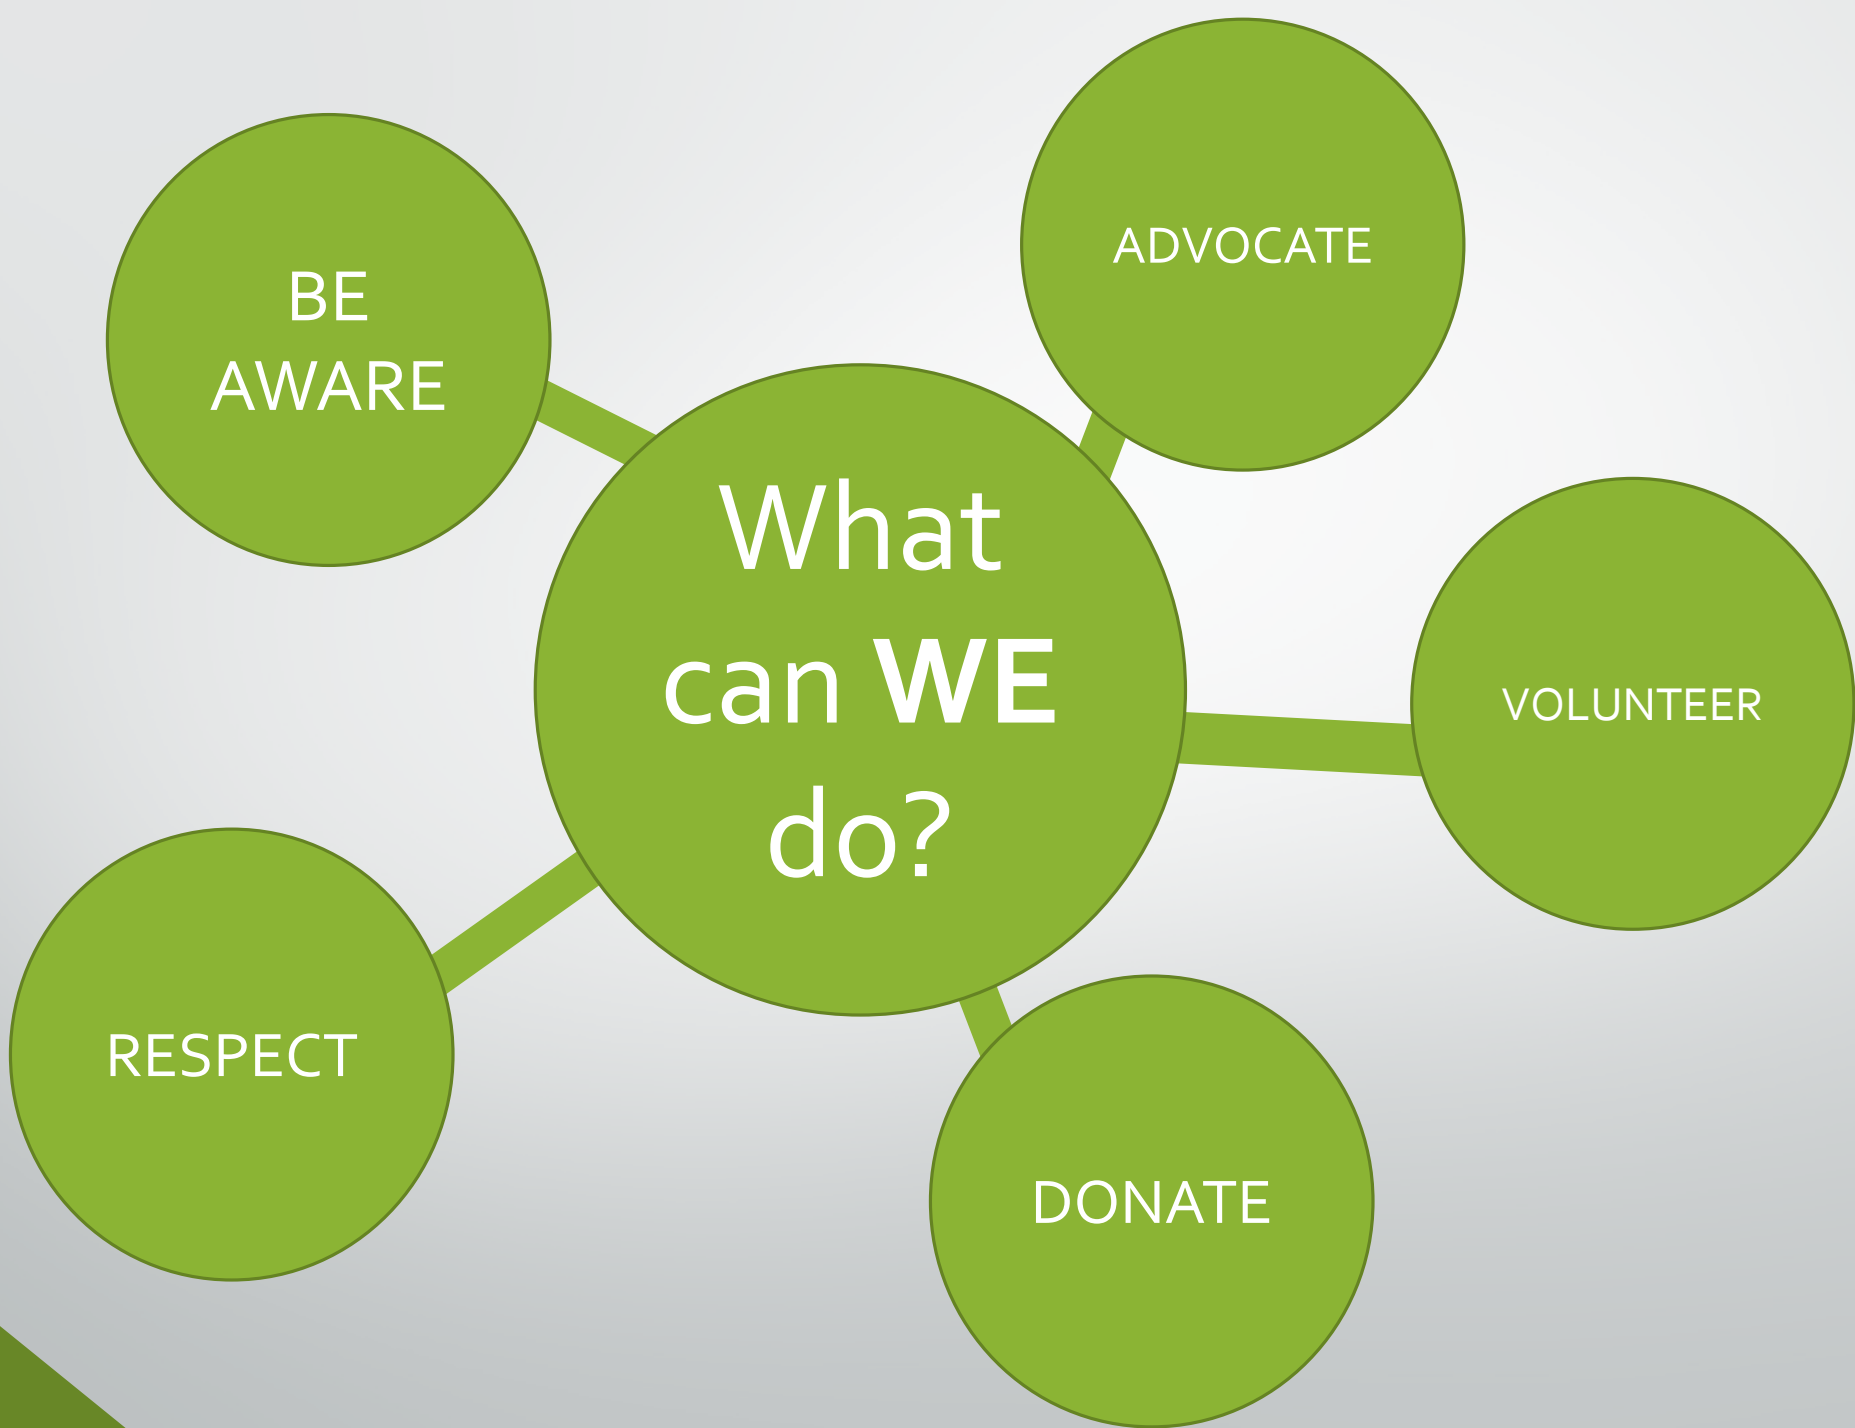 What
can WE
do?
BE
AWARE
ADVOCATE
VOLUNTEER
DONATE
RESPECT